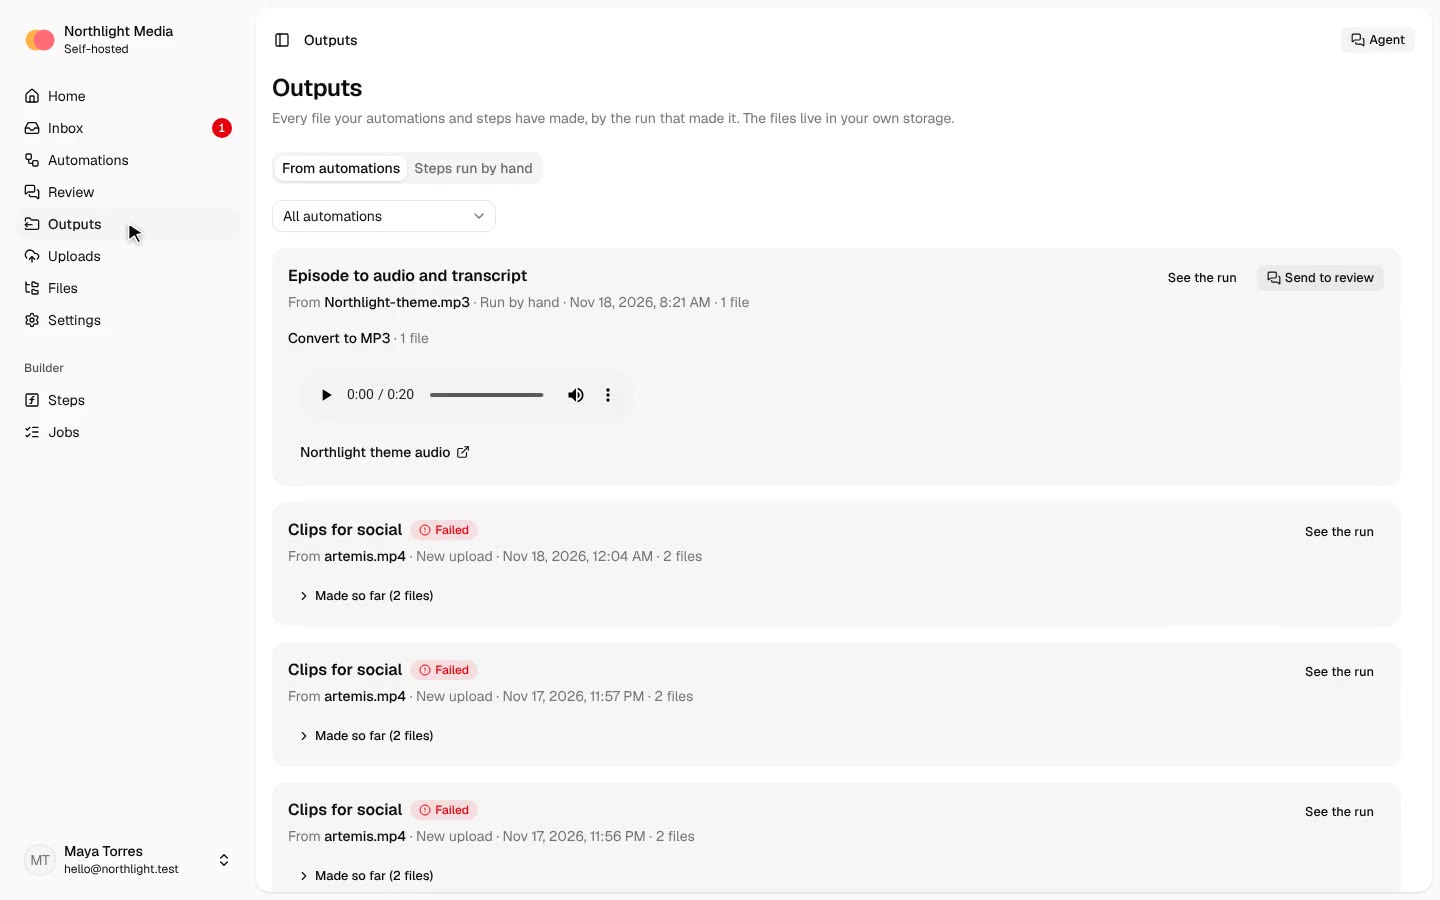 Northlight Media
Self-hosted
Home
Inbox
1
Automations
Review
Outputs
Uploads
Files
Settings
Builder
Steps
Jobs
MT
Maya Torres
hello@northlight.test
Outputs
Agent
Outputs
Every file your automations and steps have made, by the run that made it. The files live in your own storage.
From automations
Steps run by hand
All automations
Episode to audio and transcript
See the run
Send to review
From Northlight-theme.mp3 · Run by hand · Nov 18, 2026, 8:21 AM · 1 file
Convert to MP3 · 1 file
0:00 / 0:20
Northlight theme audio
Clips for social
Failed
See the run
From artemis.mp4 · New upload · Nov 18, 2026, 12:04 AM · 2 files
Made so far (2 files)
Clips for social
Failed
See the run
From artemis.mp4 · New upload · Nov 17, 2026, 11:57 PM · 2 files
Made so far (2 files)
Clips for social
Failed
See the run
From artemis.mp4 · New upload · Nov 17, 2026, 11:56 PM · 2 files
Made so far (2 files)